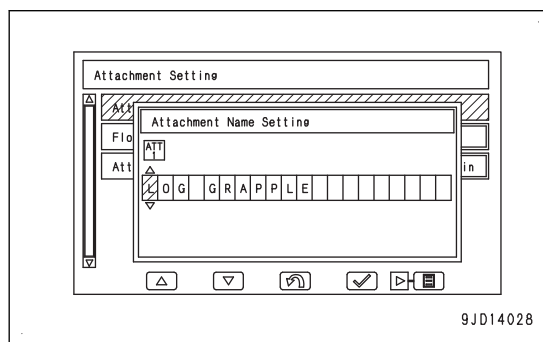 Attachment Setting
Att
Attachment Name Setting
Flo
ATT
1
Att
in
LOG GRAPPLE
9JD14028